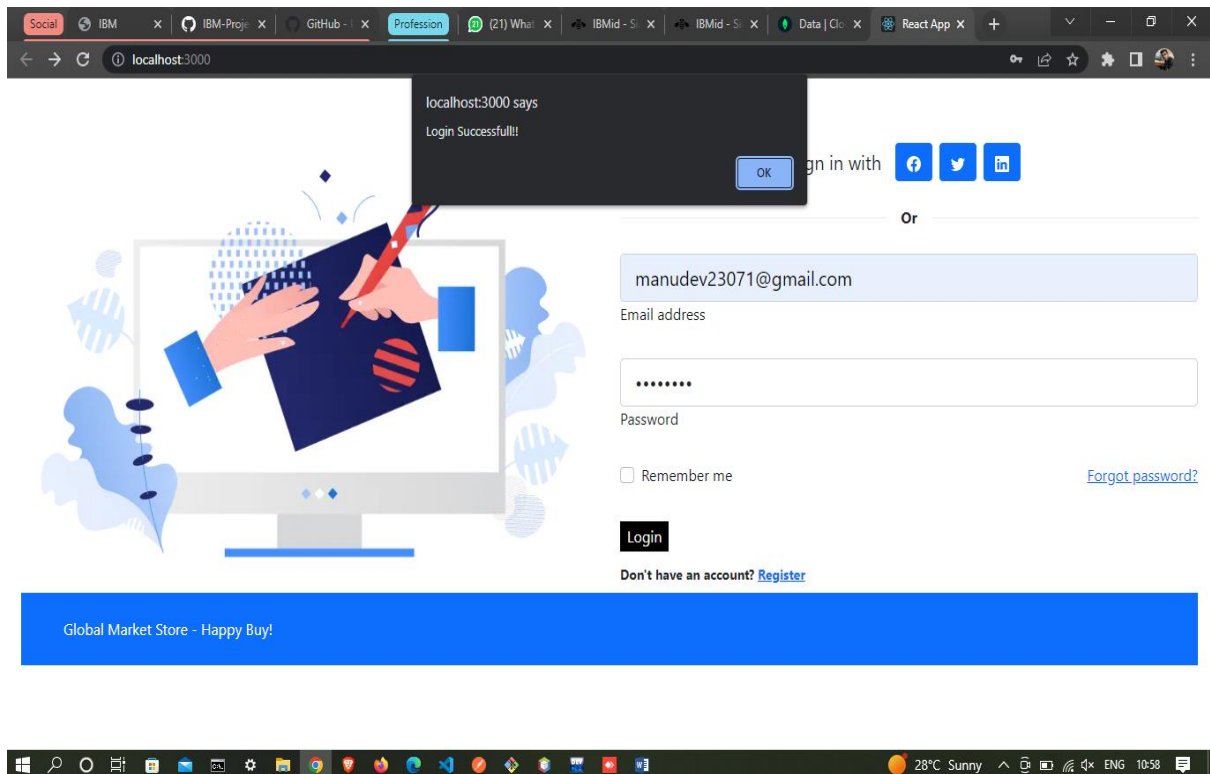 Social IBM IBM-Proje GitHub - I Profession (21) What IBMid - Si IBMid - Si Data | Clo React App
localhost:3000
localhost:3000 says
Login Successfull!!
OK
gn in with
Or
manudev23071@gmail.com
Email address
Password
Remember me Forgot password?
Login
Don't have an account? Register
Global Market Store - Happy Buy!
28°C Sunny ENG 10:58